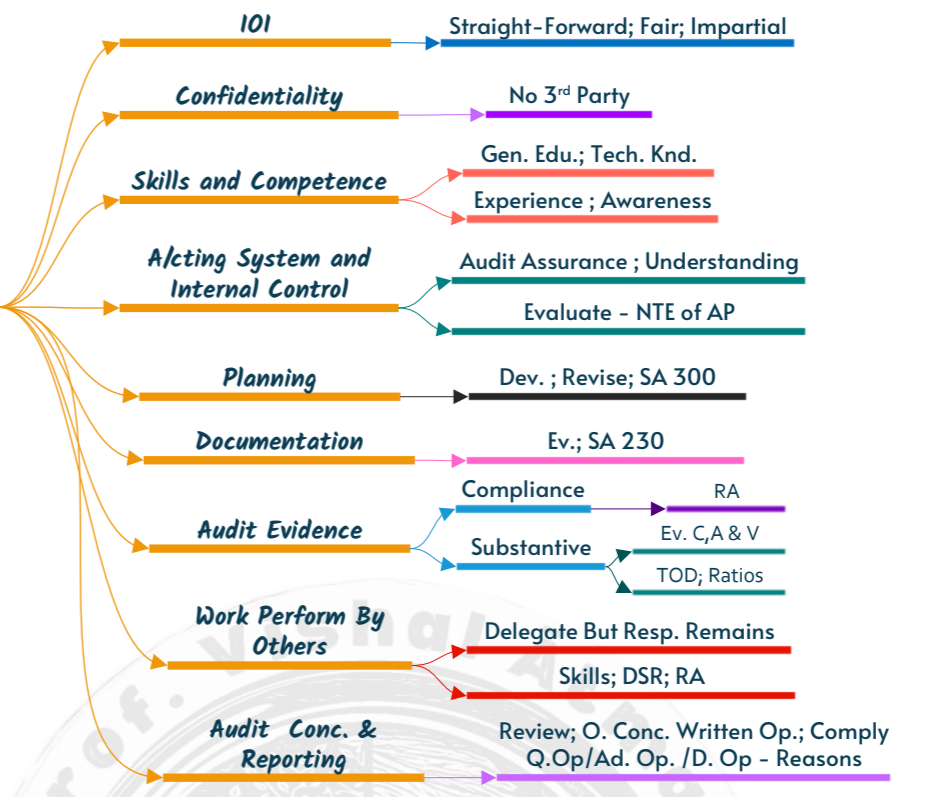 IOI
Straight-Forward; Fair; Impartial
Confidentiality
No 3rd Party
Skills and Competence
Gen. Edu.; Tech. Knd.
Experience ; Awareness
A/cting System and
Internal Control
Audit Assurance ; Understanding
Evaluate - NTE of AP
Planning
Dev. ; Revise; SA 300
Documentation
Ev.; SA 230
Audit Evidence
Compliance
RA
Substantive
Ev. C,A & V
TOD; Ratios
Work Perform By
Others
Delegate But Resp. Remains
Skills; DSR; RA
Audit Conc. &
Reporting
Review; O. Conc. Written Op.; Comply
Q.Op/Ad. Op. /D. Op - Reasons
Prof. Vishal